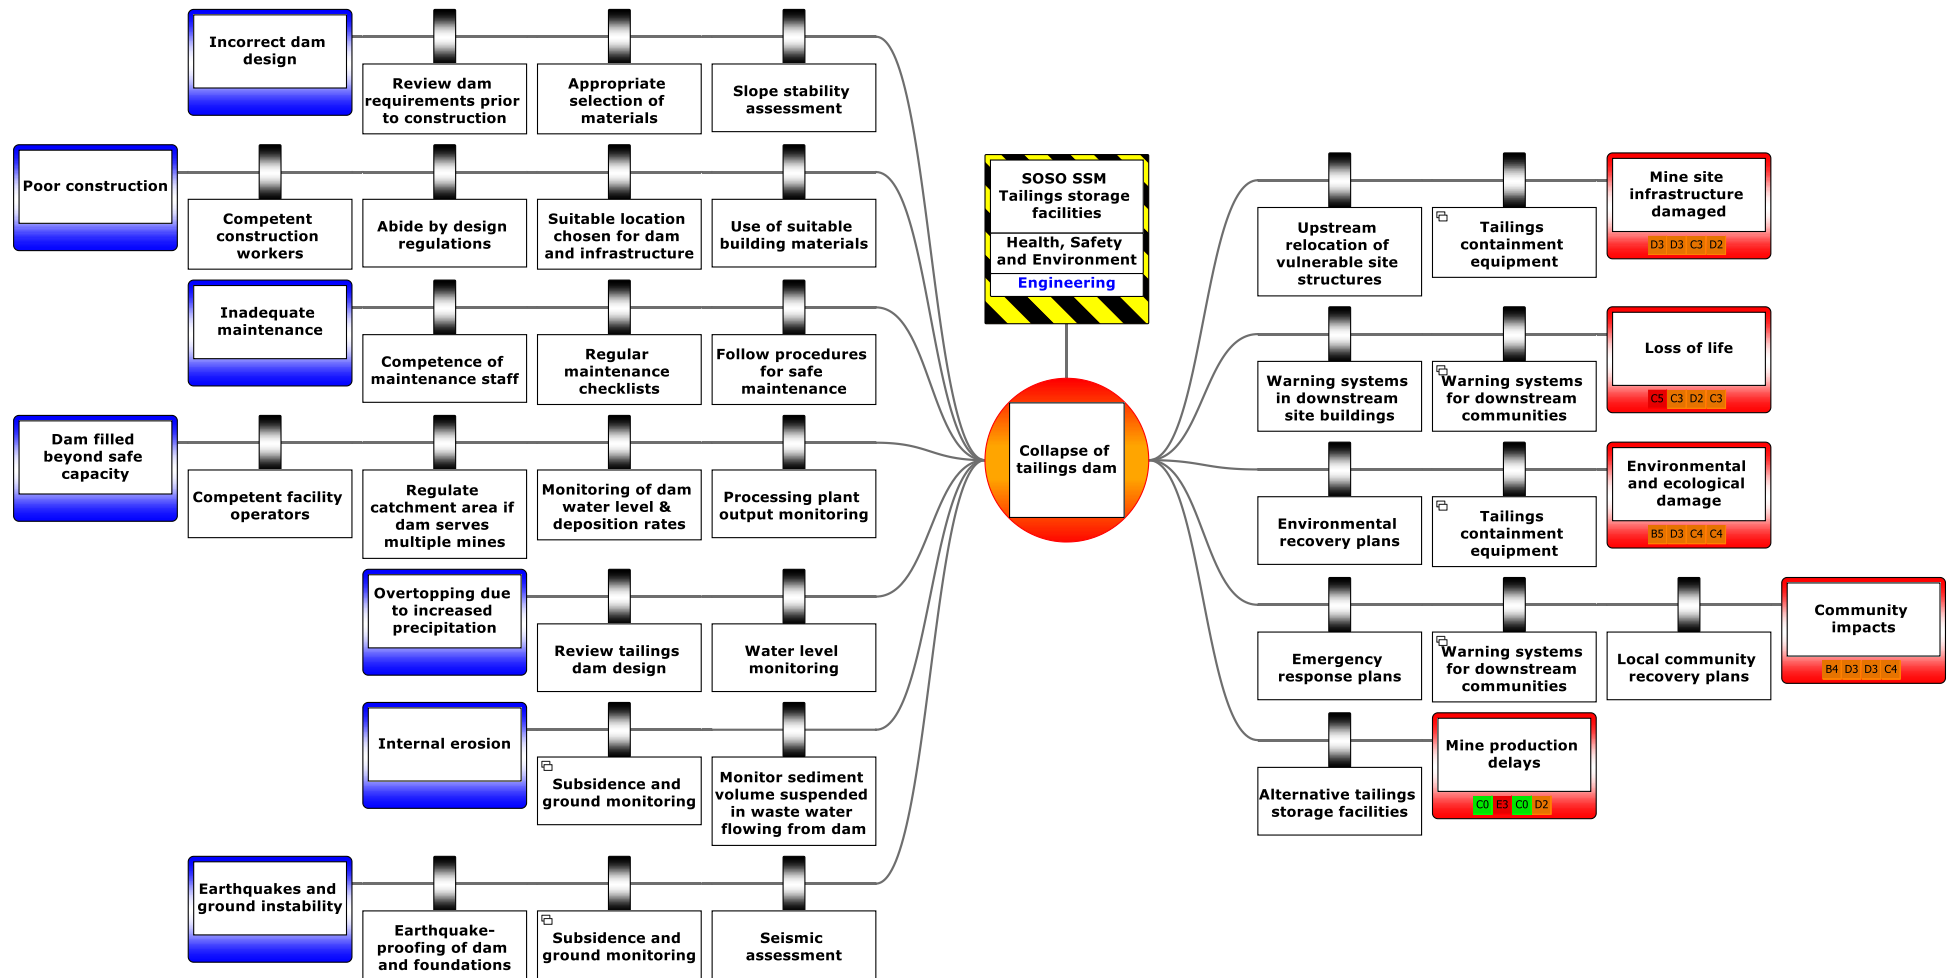 Incorrect dam
design
Review dam
requirements prior
to construction
Appropriate
selection of
materials
Slope stability
assessment
Poor construction
Competent
construction
workers
Abide by design
regulations
Suitable location
chosen for dam
and infrastructure
Use of suitable
building materials
Inadequate
maintenance
Competence of
maintenance staff
Regular
maintenance
checklists
Follow procedures
for safe
maintenance
Dam filled
beyond safe
capacity
Competent facility
operators
Regulate
catchment area if
dam serves
multiple mines
Monitoring of dam
water level &
deposition rates
Processing plant
output monitoring
Overtopping due
to increased
precipitation
Review tailings
dam design
Water level
monitoring
Internal erosion
Subsidence and
ground monitoring
Monitor sediment
volume suspended
in waste water
flowing from dam
Earthquakes and
ground instability
Earthquake-
proofing of dam
and foundations
Subsidence and
ground monitoring
Seismic
assessment
SOSO SSM
Tailings storage
facilities
Health, Safety
and Environment
Engineering
Collapse of
tailings dam
Upstream
relocation of
vulnerable site
structures
Tailings
containment
equipment
Mine site
infrastructure
damaged
D3 D3 C3 D2
Warning systems
in downstream
site buildings
Warning systems
for downstream
communities
Loss of life
C5 C3 D2 C3
Environmental
recovery plans
Tailings
containment
equipment
Environmental
and ecological
damage
B5 D3 C4 C4
Emergency
response plans
Warning systems
for downstream
communities
Local community
recovery plans
Community
impacts
B4 D3 D3 C4
Alternative tailings
storage facilities
Mine production
delays
C0 E3 C0 D2